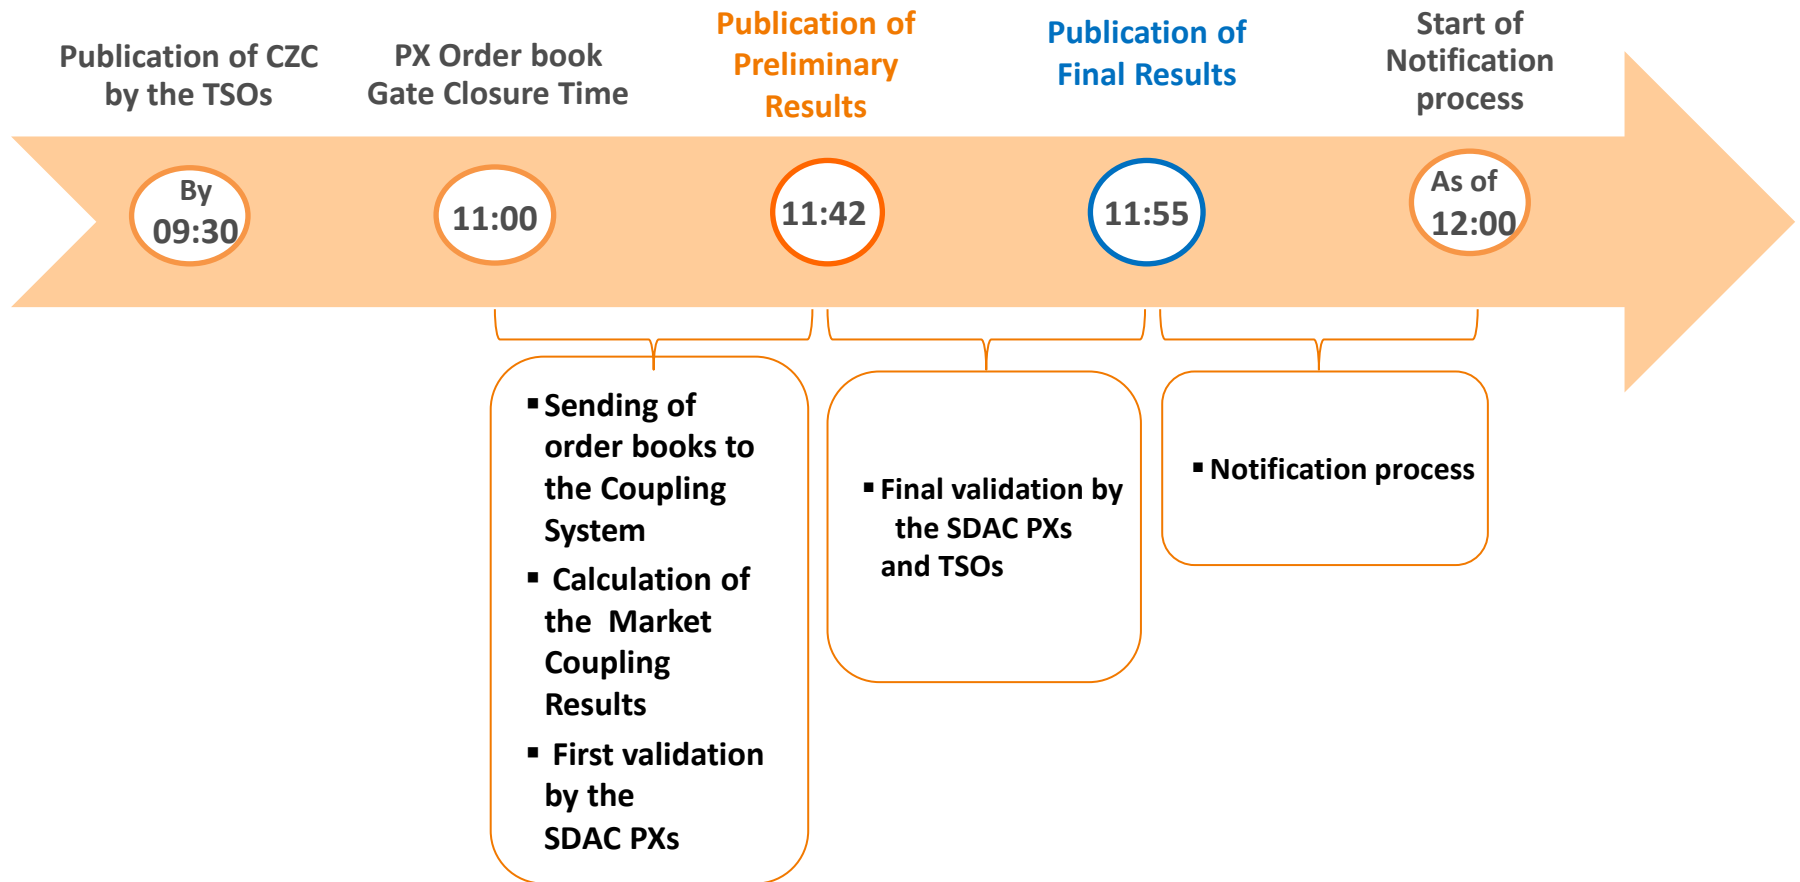 Publication of CZC
by the TSOs
PX Order book
Gate Closure Time
Publication of
Preliminary
Results
Publication of
Final Results
Start of
Notification
process
By
09:30
11:00
11:42
11:55
As of
12:00
▪ Sending of
order books to
the Coupling
System
▪ Calculation of
the Market
Coupling
Results
▪ First validation
by the
SDAC PXs
▪ Final validation by
the SDAC PXs
and TSOs
▪ Notification process